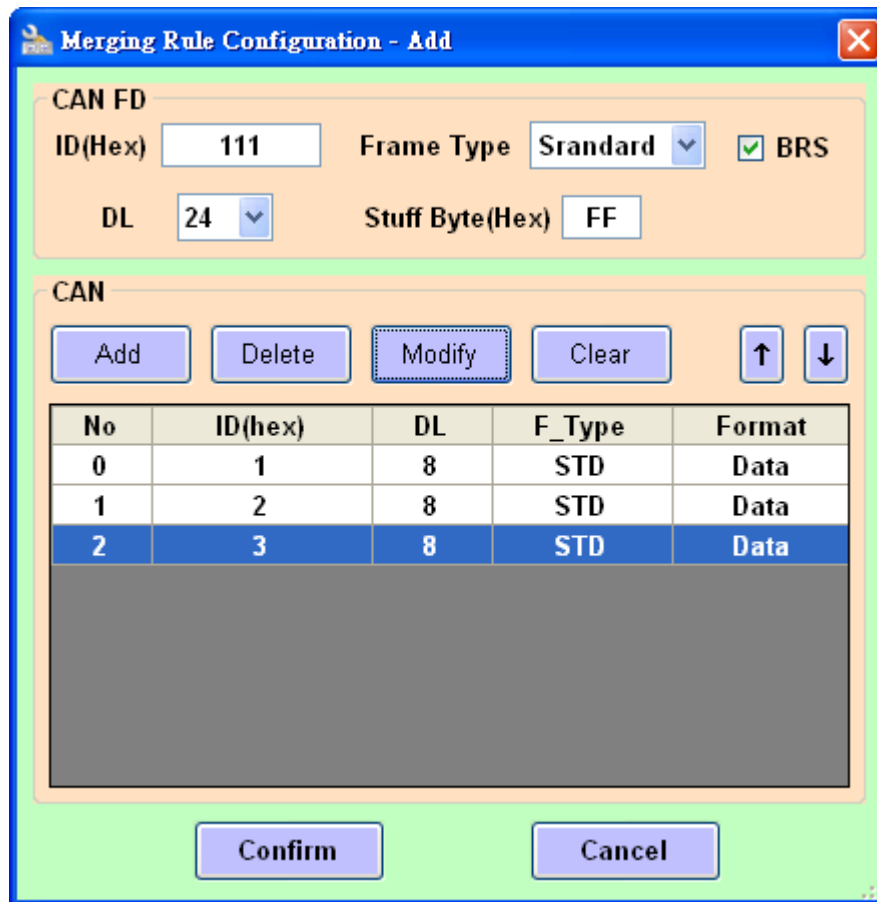 Merging Rule Configuration - Add
CAN FD
ID(Hex) 111 Frame Type Srandard BRS
DL 24 Stuff Byte(Hex) FF
CAN
Add Delete Modify Clear ↑ ↓
No ID(hex) DL F_Type Format
0 1 8 STD Data
1 2 8 STD Data
2 3 8 STD Data
Confirm Cancel